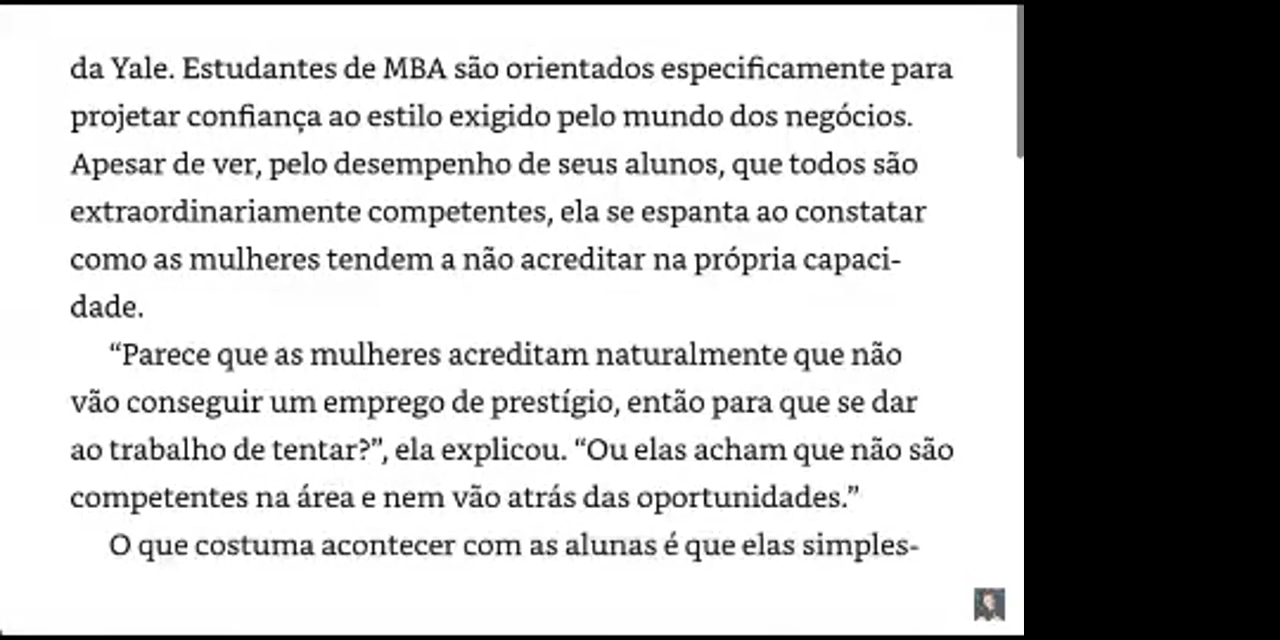 da Yale. Estudantes de MBA são orientados especificamente para
projetar confiança ao estilo exigido pelo mundo dos negócios.
Apesar de ver, pelo desempenho de seus alunos, que todos são
extraordinariamente competentes, ela se espanta ao constatar
como as mulheres tendem a não acreditar na própria capaci-
dade.
“Parece que as mulheres acreditam naturalmente que não
vão conseguir um emprego de prestígio, então para que se dar
ao trabalho de tentar?”, ela explicou. “Ou elas acham que não são
competentes na área e nem vão atrás das oportunidades.”
O que costuma acontecer com as alunas é que elas simples-